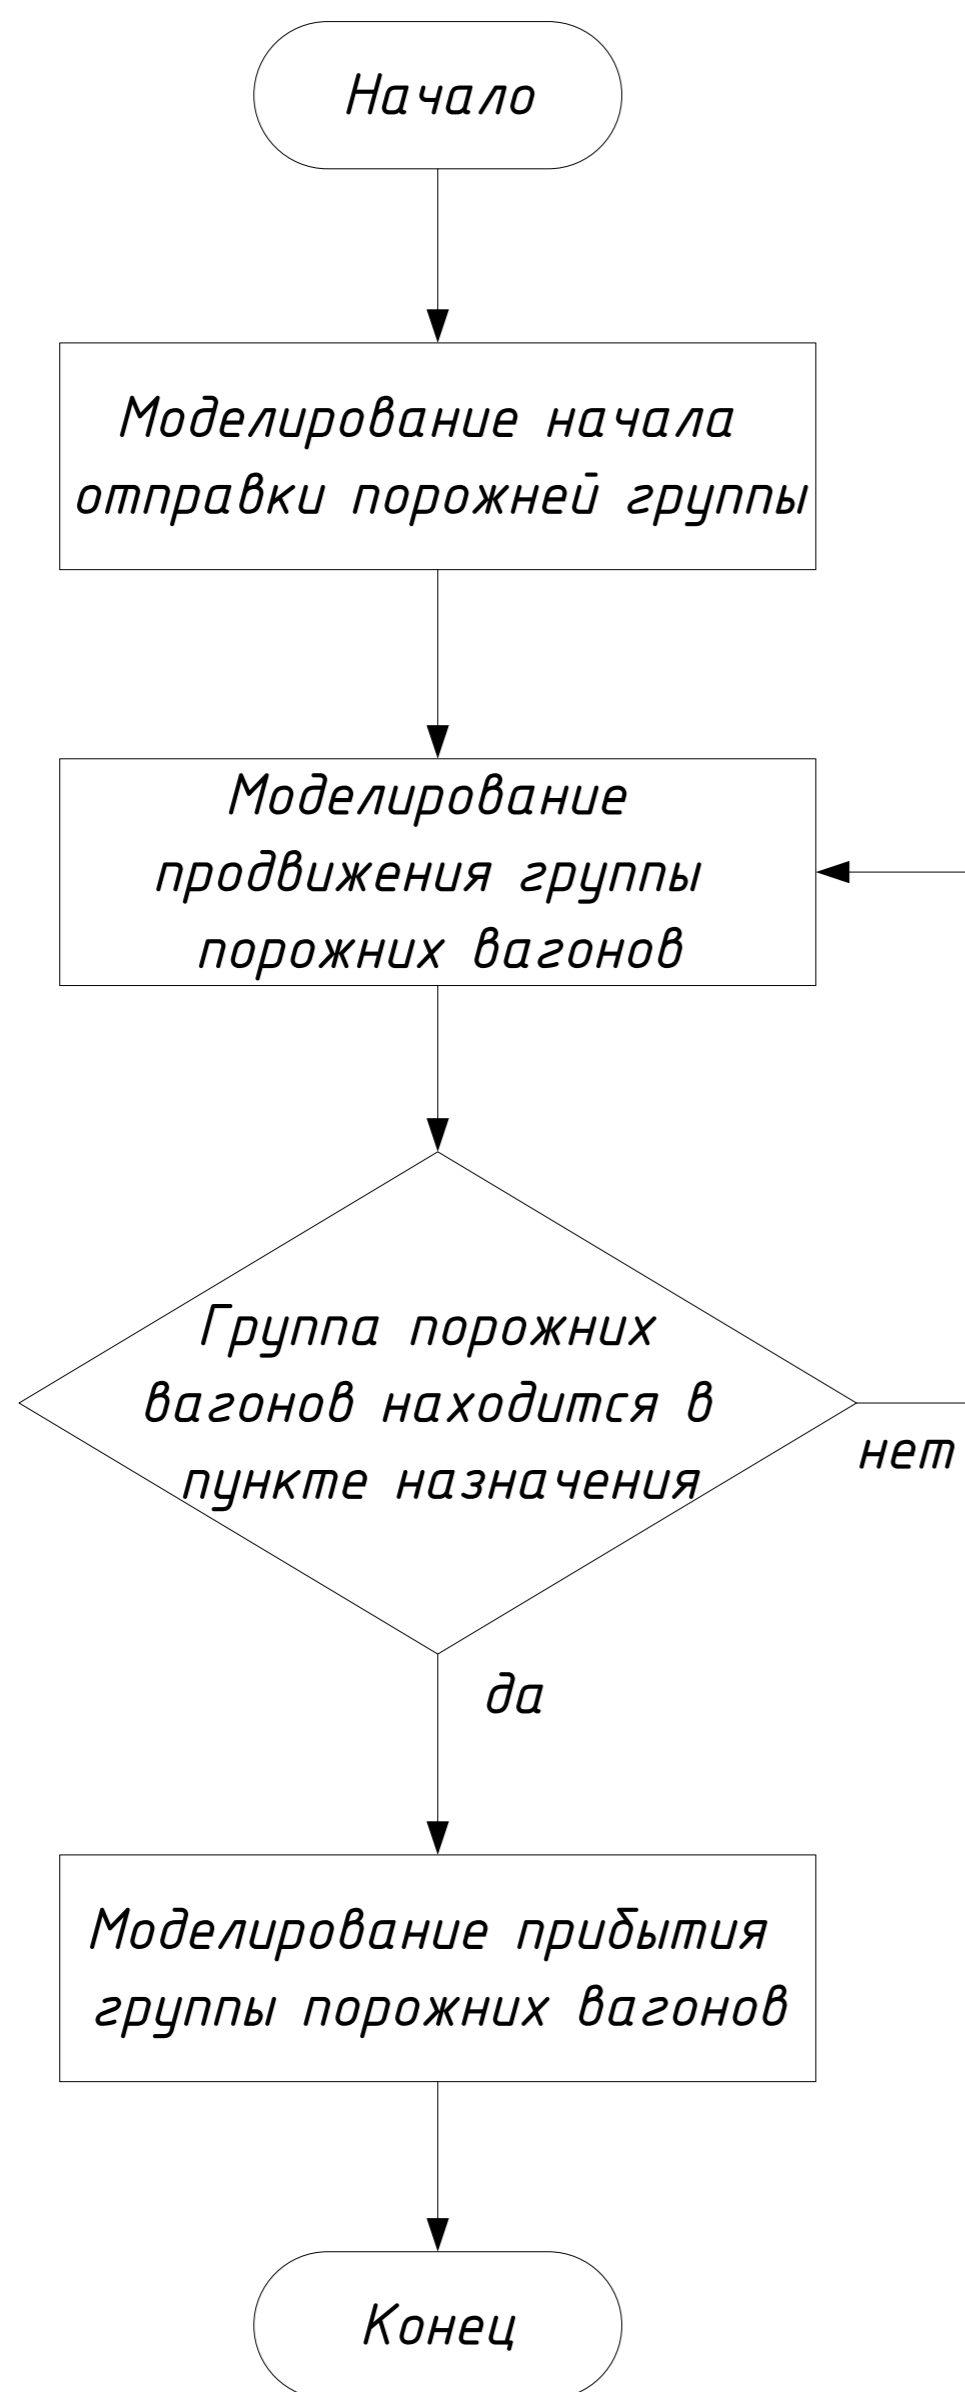 Начало
Моделирование начала
отправки порожней группы
Моделирование
продвижения группы
порожних вагонов
Группа порожних
вагонов находится в
пункте назначения
нет
да
Моделирование прибытия
группы порожних вагонов
Конец